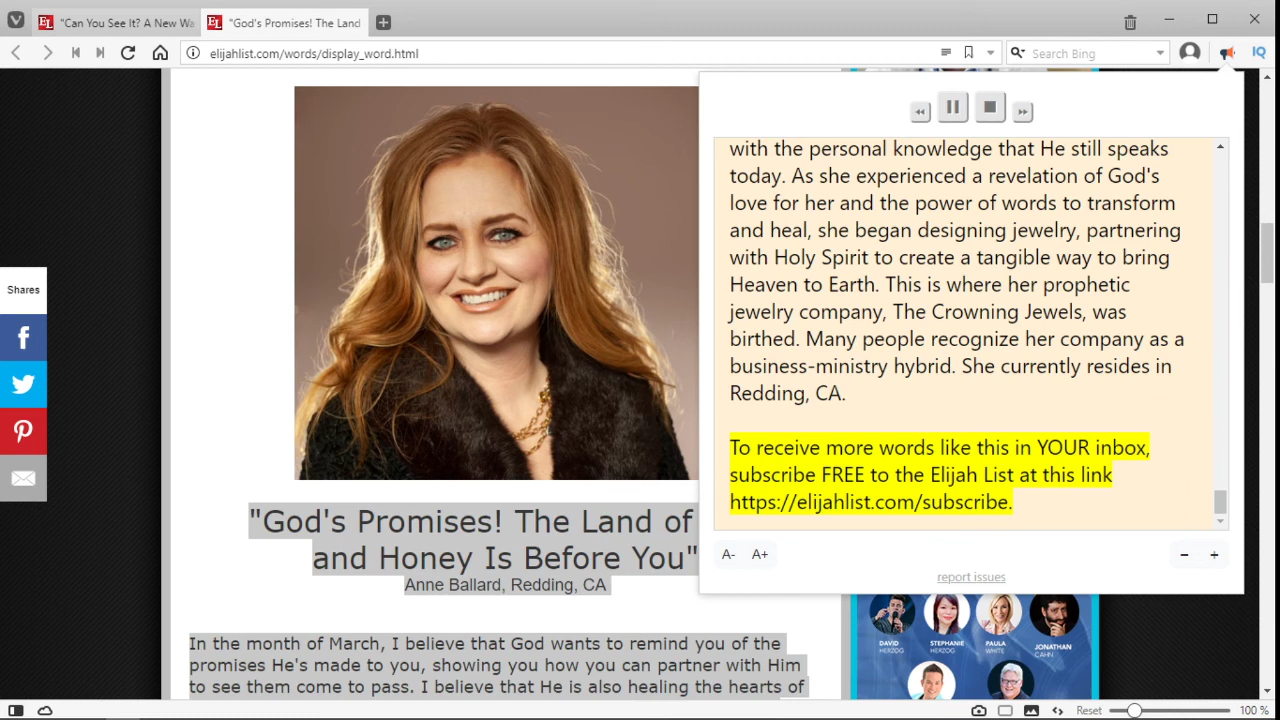 EL "Can You See It? A New Wa
EL "God's Promises! The Land
elijahlist.com/words/display_word.html
Search Bing
IQ
Shares
with the personal knowledge that He still speaks
today. As she experienced a revelation of God's
love for her and the power of words to transform
and heal, she began designing jewelry, partnering
with Holy Spirit to create a tangible way to bring
Heaven to Earth. This is where her prophetic
jewelry company, The Crowning Jewels, was
birthed. Many people recognize her company as a
business-ministry hybrid. She currently resides in
Redding, CA.
To receive more words like this in YOUR inbox,
subscribe FREE to the Elijah List at this link
https://elijahlist.com/subscribe.
A- A+
- +
report issues
"God's Promises! The Land of
and Honey Is Before You"
Anne Ballard, Redding, CA
In the month of March, I believe that God wants to remind you of the
promises He's made to you, showing you how you can partner with Him
to see them come to pass. I believe that He is also healing the hearts of
DAVID HERZOG
STEPHANIE HERZOG
PAULA WHITE
JONATHAN CAHN
Reset
100 %